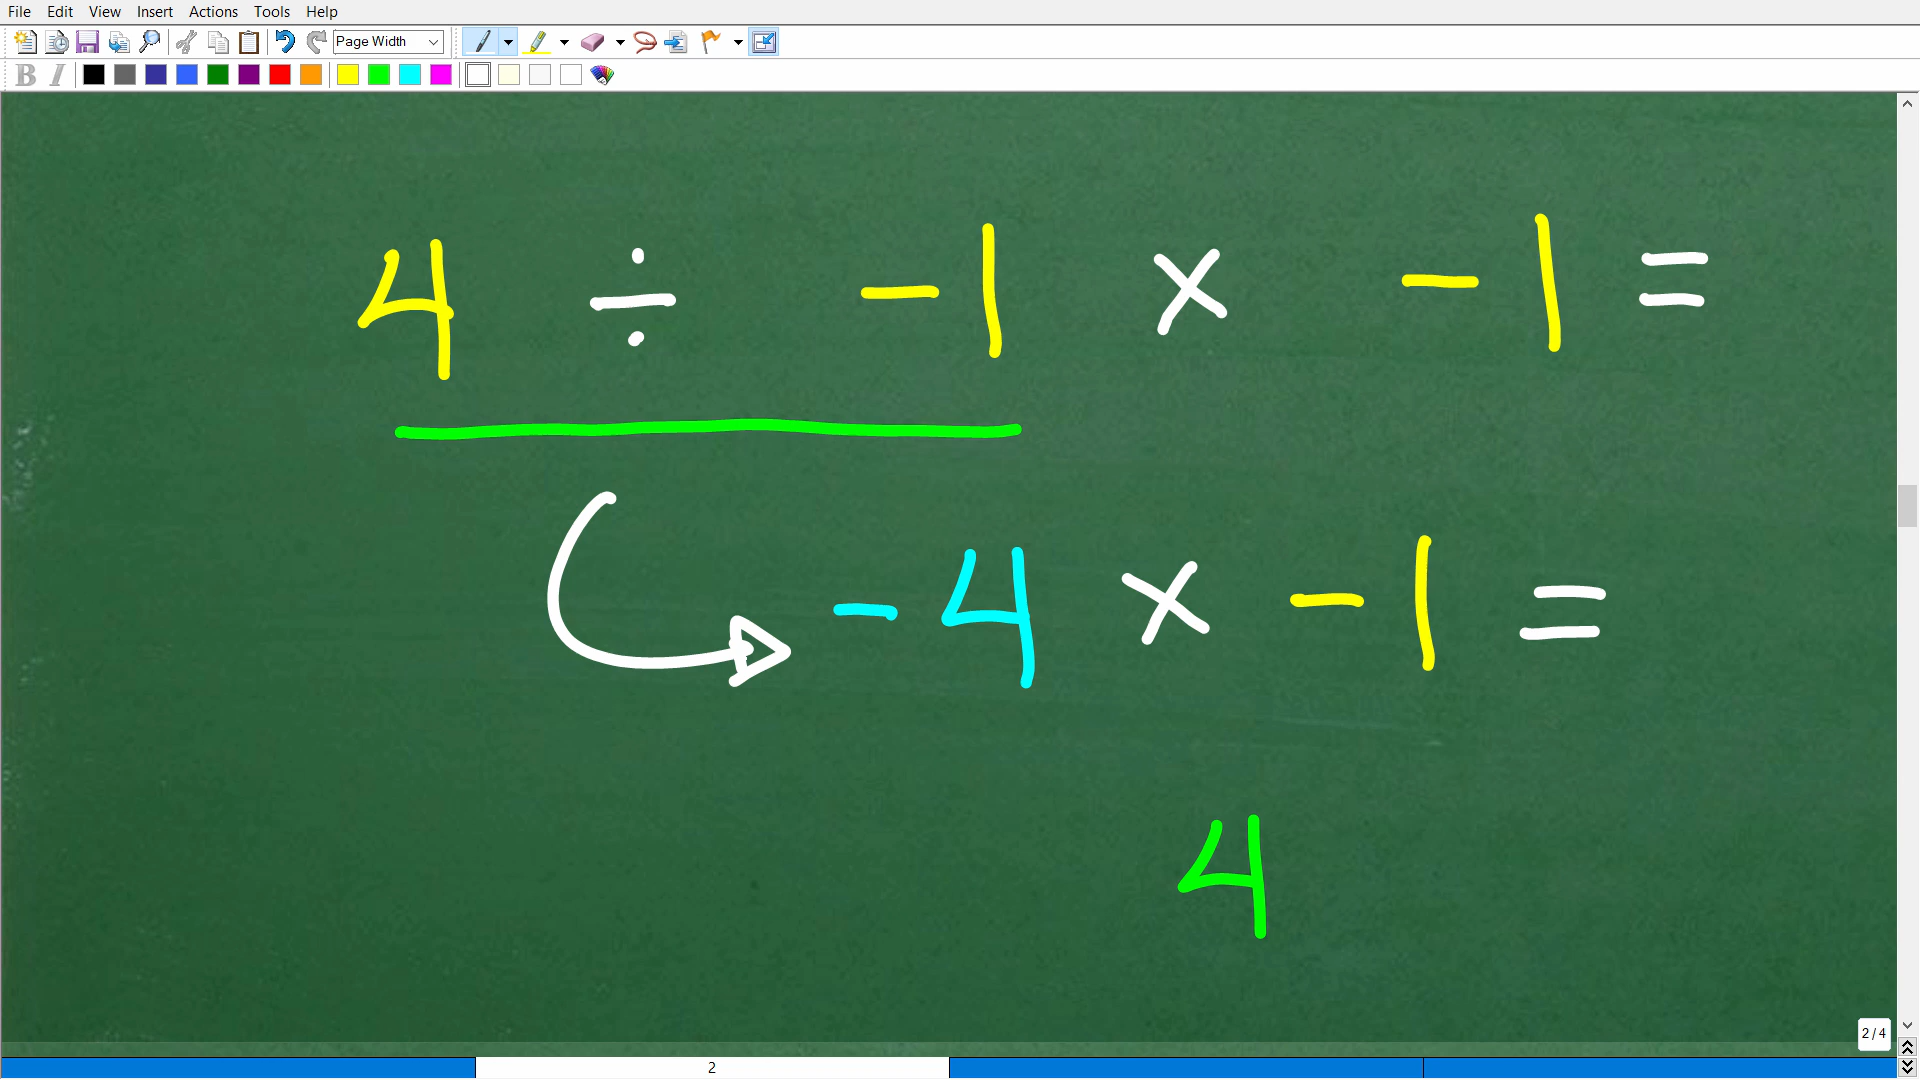 File Edit View Insert Actions Tools Help
Page Width
B I
4 ÷ -1 × -1 =
-4 × -1 =
4
2 / 4
2